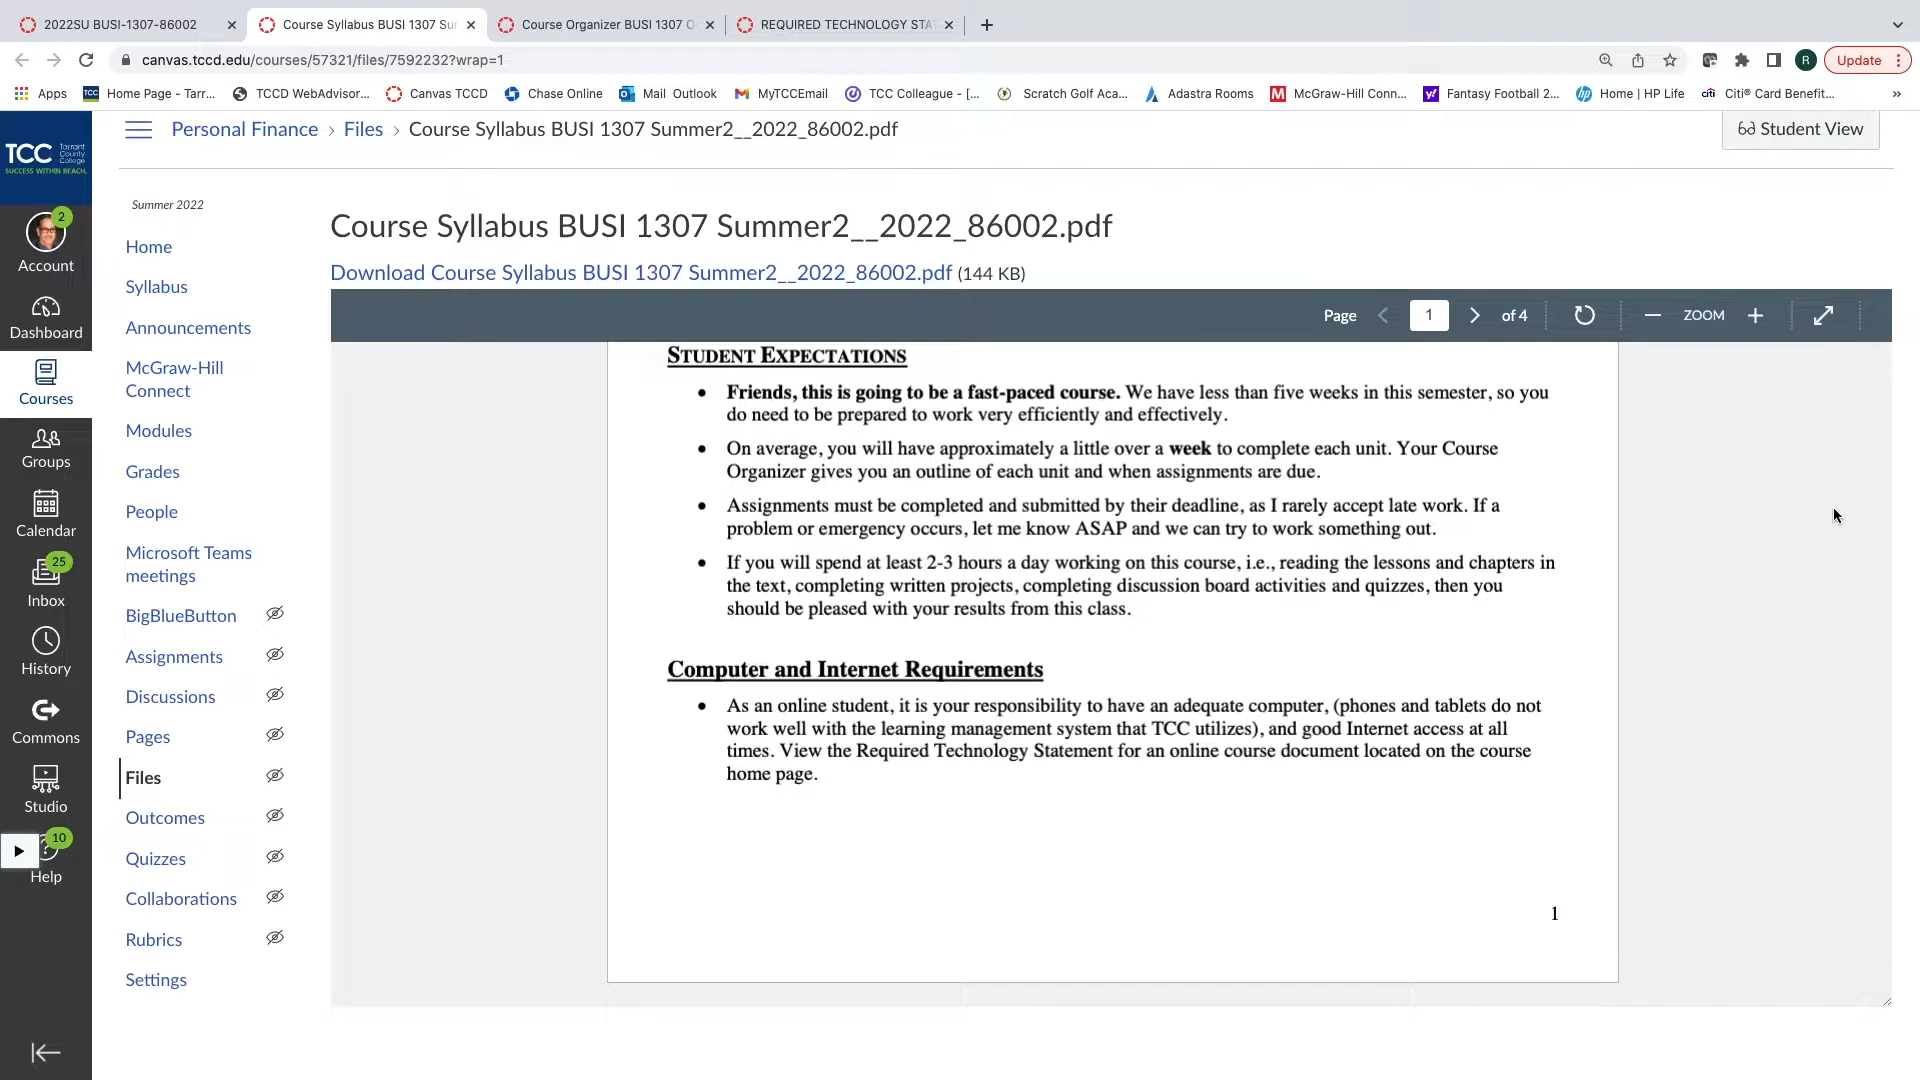 2022SU BUSI-1307-86002
Course Syllabus BUSI 1307 Su
Course Organizer BUSI 1307 O
REQUIRED TECHNOLOGY STA
canvas.tccd.edu/courses/57321/files/7592232?wrap=1
R
Update
Apps
Home Page - Tarr...
TCCD WebAdvisor...
Canvas TCCD
Chase Online
Mail Outlook
MyTCCEmail
TCC Colleague - [...
Scratch Golf Aca...
Adastra Rooms
McGraw-Hill Conn...
Fantasy Football 2...
Home | HP Life
Citi® Card Benefit...
»
TCC Tarrant County College
SUCCESS WITHIN REACH.
2
Account
Dashboard
Courses
Groups
Calendar
25
Inbox
History
Commons
Studio
10
Help
Personal Finance › Files › Course Syllabus BUSI 1307 Summer2__2022_86002.pdf
Student View
Summer 2022
Home
Syllabus
Announcements
McGraw-Hill
Connect
Modules
Grades
People
Microsoft Teams
meetings
BigBlueButton
Assignments
Discussions
Pages
Files
Outcomes
Quizzes
Collaborations
Rubrics
Settings
Course Syllabus BUSI 1307 Summer2__2022_86002.pdf
Download Course Syllabus BUSI 1307 Summer2__2022_86002.pdf (144 KB)
Page 1 of 4 ZOOM
STUDENT EXPECTATIONS
• Friends, this is going to be a fast-paced course. We have less than five weeks in this semester, so you
do need to be prepared to work very efficiently and effectively.
• On average, you will have approximately a little over a week to complete each unit. Your Course
Organizer gives you an outline of each unit and when assignments are due.
• Assignments must be completed and submitted by their deadline, as I rarely accept late work. If a
problem or emergency occurs, let me know ASAP and we can try to work something out.
• If you will spend at least 2-3 hours a day working on this course, i.e., reading the lessons and chapters in
the text, completing written projects, completing discussion board activities and quizzes, then you
should be pleased with your results from this class.
Computer and Internet Requirements
• As an online student, it is your responsibility to have an adequate computer, (phones and tablets do not
work well with the learning management system that TCC utilizes), and good Internet access at all
times. View the Required Technology Statement for an online course document located on the course
home page.
1